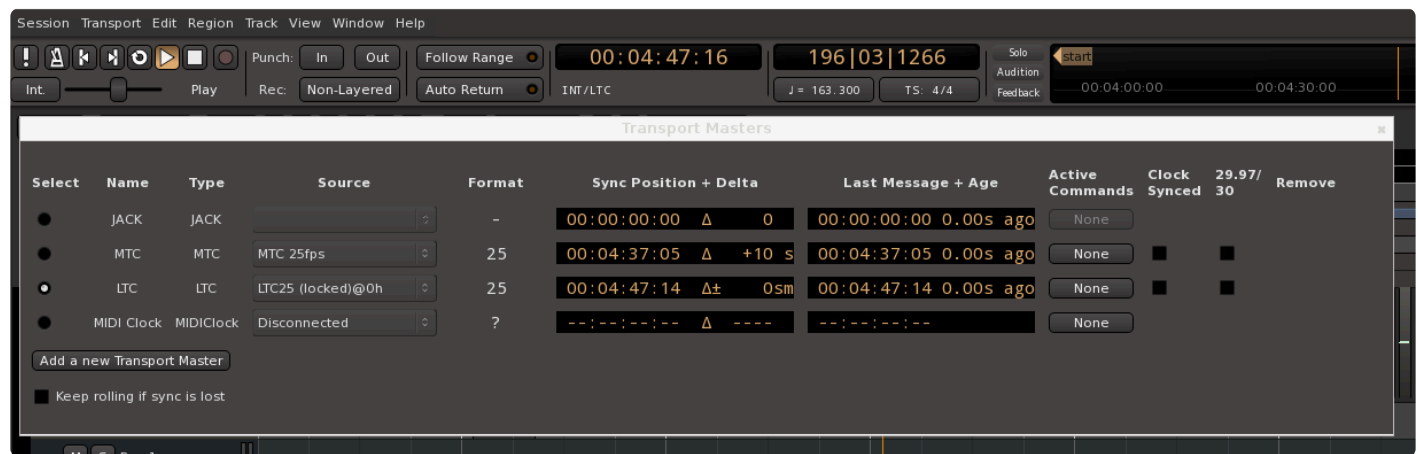 Session Transport Edit Region Track View Window Help
Punch: In Out Follow Range 00:04:47:16 196|03|1266 Solo start
Audition
Int. Play Rec: Non-Layered Auto Return INT/LTC ♩ = 163.300 TS: 4/4 Feedback 00:04:00:00 00:04:30:00
Transport Masters
Select Name Type Source Format Sync Position + Delta Last Message + Age Active Commands Clock Synced 29.97/30 Remove
JACK JACK – 00:00:00:00 Δ 0 00:00:00:00 0.00s ago None
MTC MTC MTC 25fps 25 00:04:37:05 Δ +10 s 00:04:37:05 0.00s ago None
LTC LTC LTC25 (locked)@0h 25 00:04:47:14 Δ± 0sm 00:04:47:14 0.00s ago None
MIDI Clock MIDIClock Disconnected ? --:--:--:-- Δ ---- --:--:--:-- None
Add a new Transport Master
Keep rolling if sync is lost